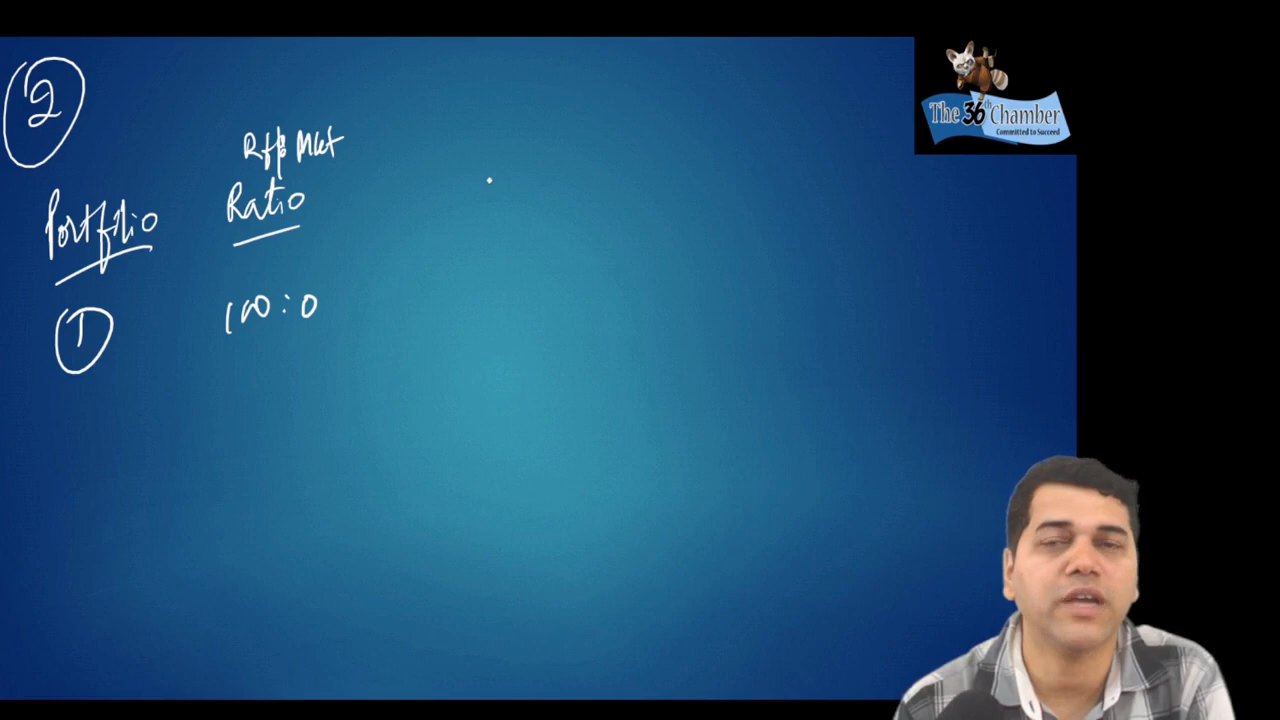 2
Rf & Mkt
Portfolio Ratio
1 100 : 0
The 36th Chamber
Committed to Succeed